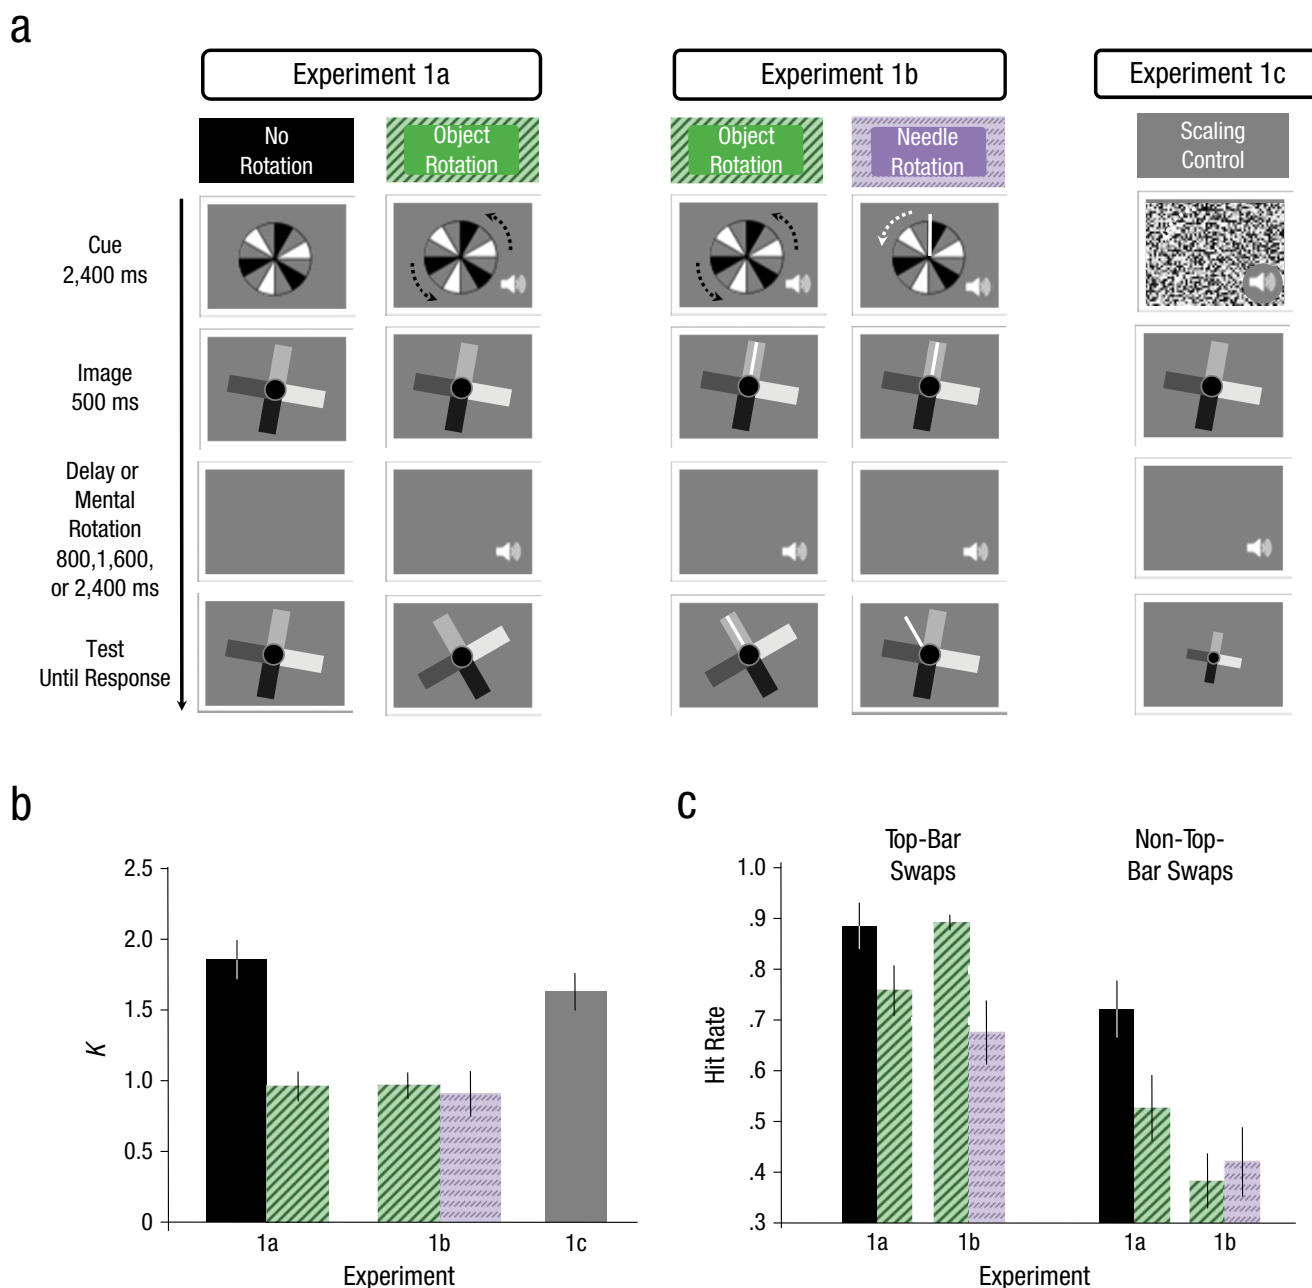 a
Experiment 1a
Experiment 1b
Experiment 1c
No
Rotation
Object
Rotation
Object
Rotation
Needle
Rotation
Scaling
Control
Cue
2,400 ms
Image
500 ms
Delay or
Mental
Rotation
800,1,600,
or 2,400 ms
Test
Until Response
b
2.5
2.0
1.5
1.0
0.5
0
K
1a
1b
1c
Experiment
c
Top-Bar
Swaps
Non-Top-
Bar Swaps
1.0
.9
.8
.7
.6
.5
.4
.3
Hit Rate
1a
1b
1a
1b
Experiment